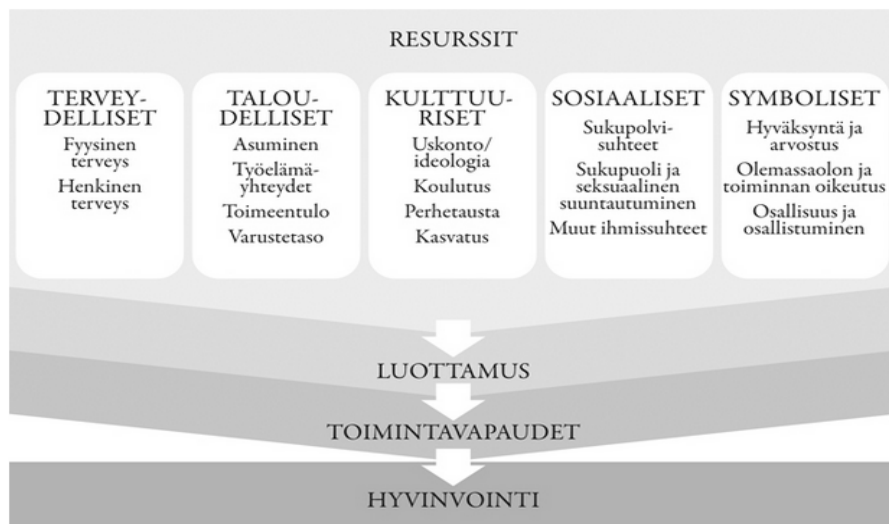 RESURSSIT
TERVEY-
DELLISET
Fyysinen
terveys
Henkinen
terveys
TALOU-
DELLISET
Asuminen
Työelämä-
yhteydet
Toimeentulo
Varustetaso
KULTTUU-
RISET
Uskonto/
ideologia
Koulutus
Perhetausta
Kasvatus
SOSIAALISET
Sukupolvi-
suhteet
Sukupuoli ja
seksuaalinen
suuntautuminen
Muut ihmissuhteet
SYMBOLISET
Hyväksyntä ja
arvostus
Olemassaolon ja
toiminnan oikeutus
Osallisuus ja
osallistuminen
LUOTTAMUS
TOIMINTAVAPAUDET
HYVINVOINTI